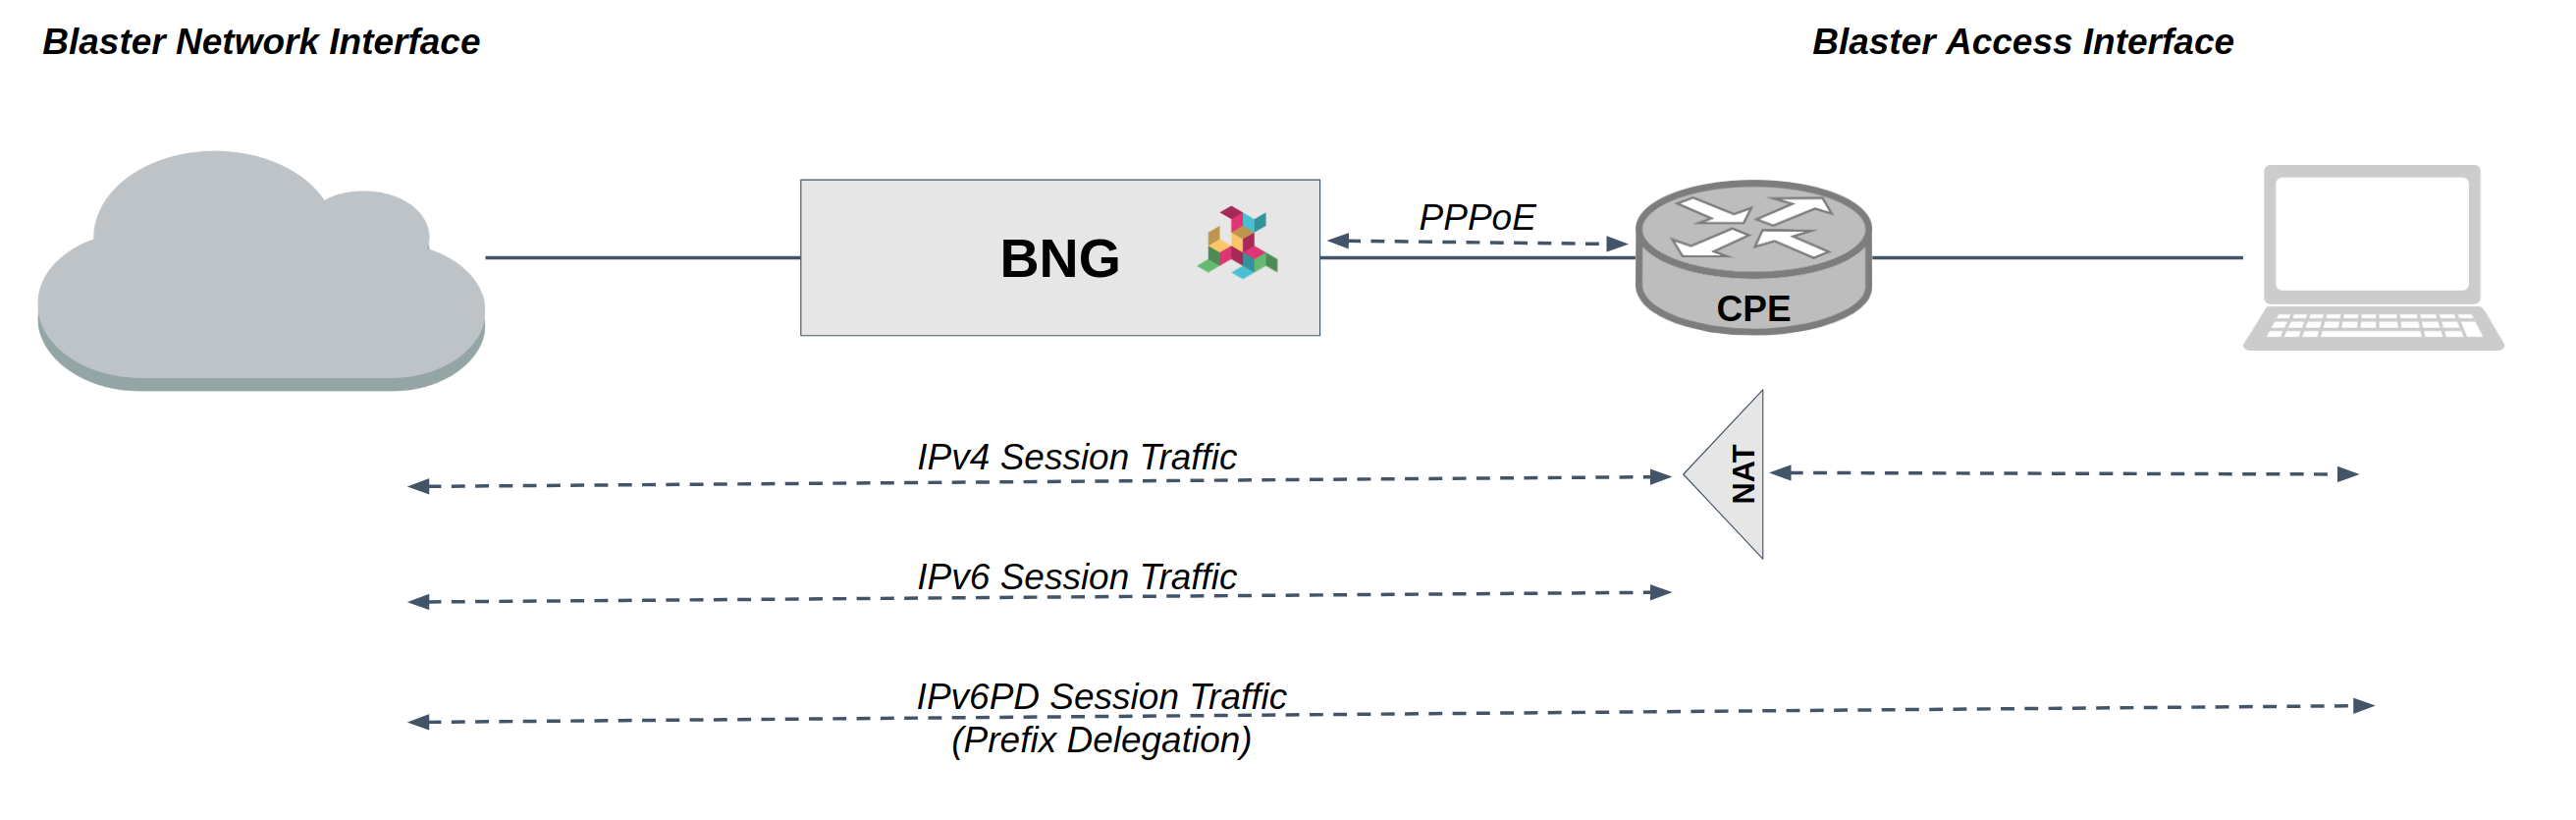 Blaster Network Interface
Blaster Access Interface
BNG
PPPoE
CPE
IPv4 Session Traffic
NAT
IPv6 Session Traffic
IPv6PD Session Traffic
(Prefix Delegation)